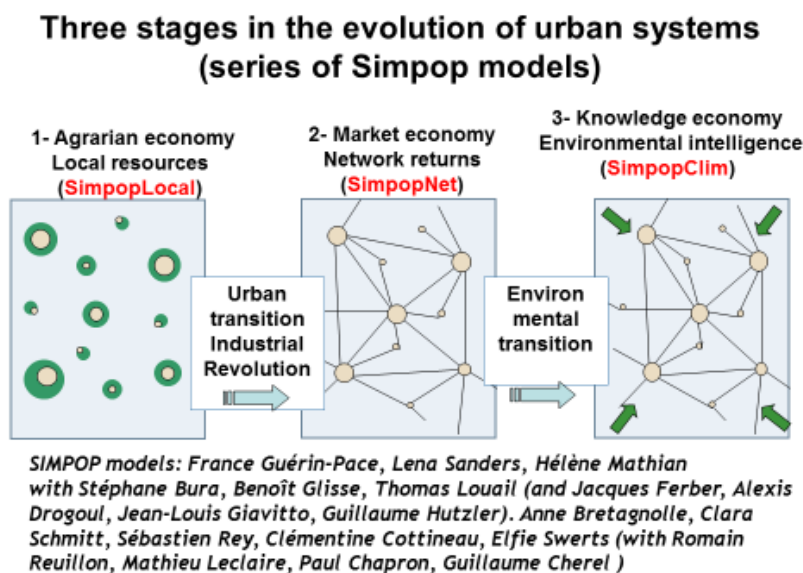 Three stages in the evolution of urban systems
(series of Simpop models)
1- Agrarian economy
Local resources
(SimpopLocal)
2- Market economy
Network returns
(SimpopNet)
3- Knowledge economy
Environmental intelligence
(SimpopClim)
Urban
transition
Industrial
Revolution
Environ
mental
transition
SIMPOP models: France Guérin-Pace, Lena Sanders, Hélène Mathian
with Stéphane Bura, Benoît Glisse, Thomas Louail (and Jacques Ferber, Alexis
Drogoul, Jean-Louis Giavitto, Guillaume Hutzler). Anne Bretagnolle, Clara
Schmitt, Sébastien Rey, Clémentine Cottineau, Elfie Swerts (with Romain
Reuillon, Mathieu Leclaire, Paul Chapron, Guillaume Cherel )